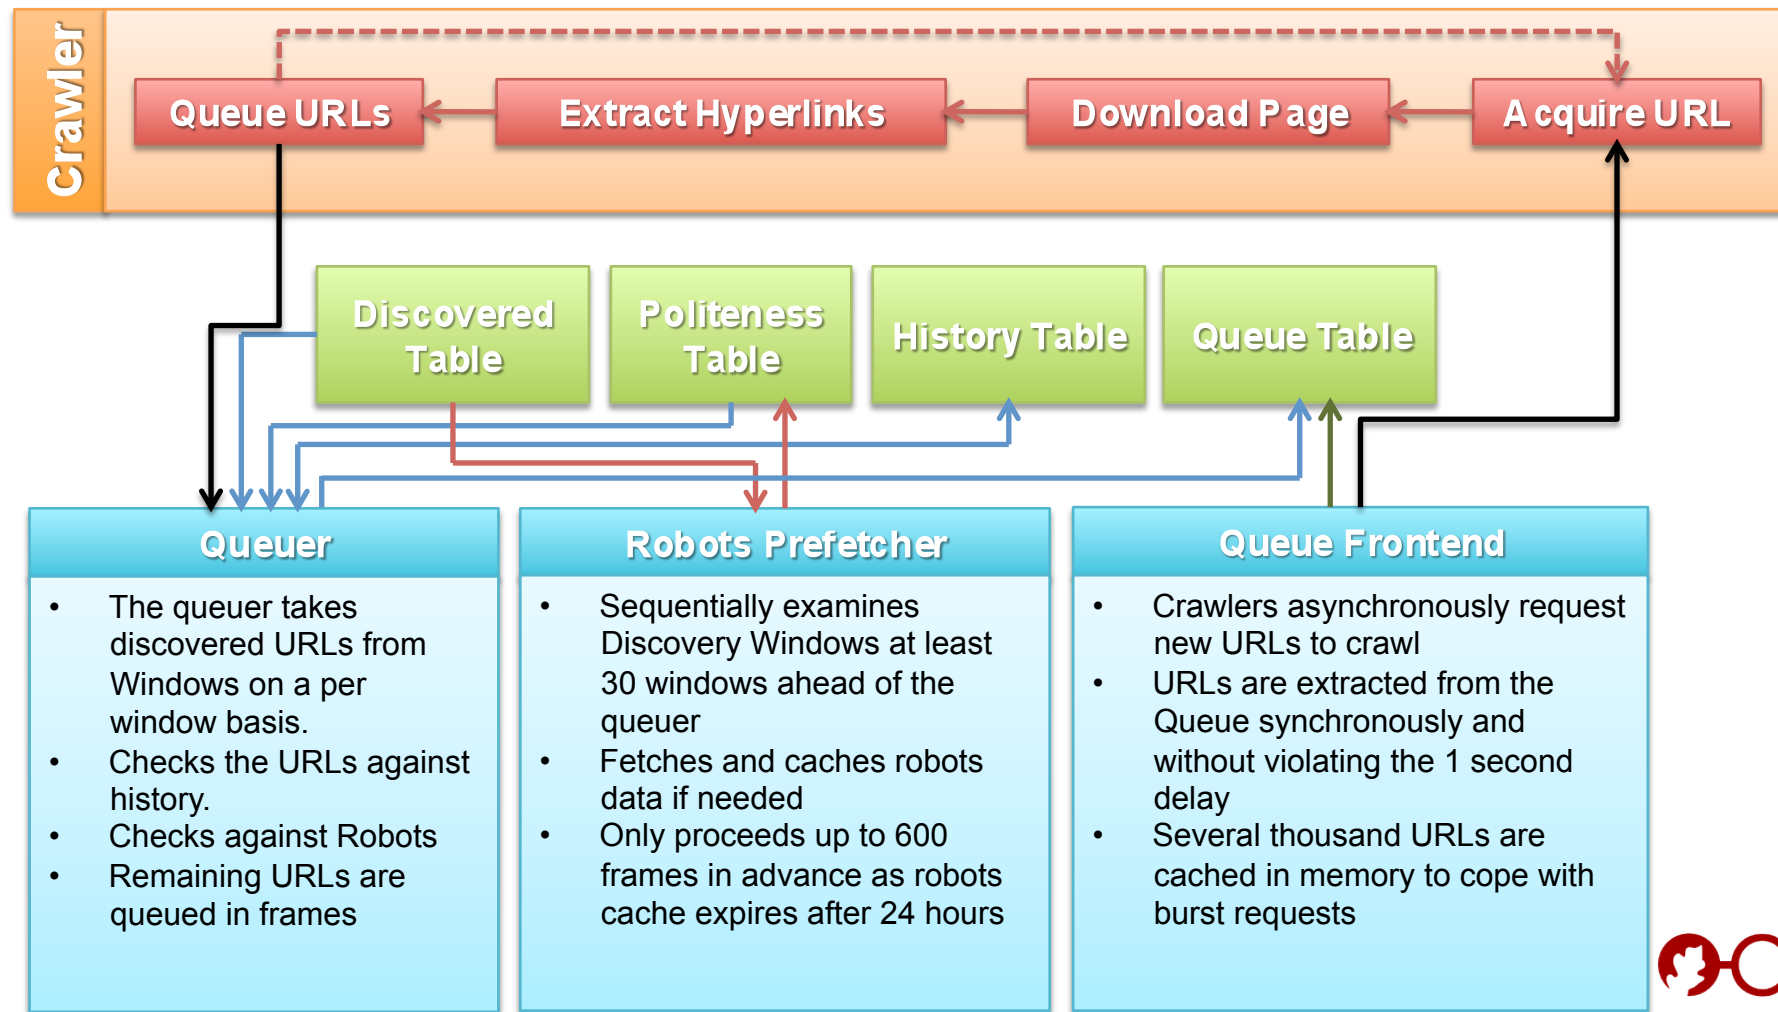 Crawler
Queue URLs
Extract Hyperlinks
Download Page
Acquire URL
Discovered
Table
Politeness
Table
History Table
Queue Table
Queuer
• The queuer takes
discovered URLs from
Windows on a per
window basis.
• Checks the URLs against
history.
• Checks against Robots
• Remaining URLs are
queued in frames
Robots Prefetcher
• Sequentially examines
Discovery Windows at least
30 windows ahead of the
queuer
• Fetches and caches robots
data if needed
• Only proceeds up to 600
frames in advance as robots
cache expires after 24 hours
Queue Frontend
• Crawlers asynchronously request
new URLs to crawl
• URLs are extracted from the
Queue synchronously and
without violating the 1 second
delay
• Several thousand URLs are
cached in memory to cope with
burst requests